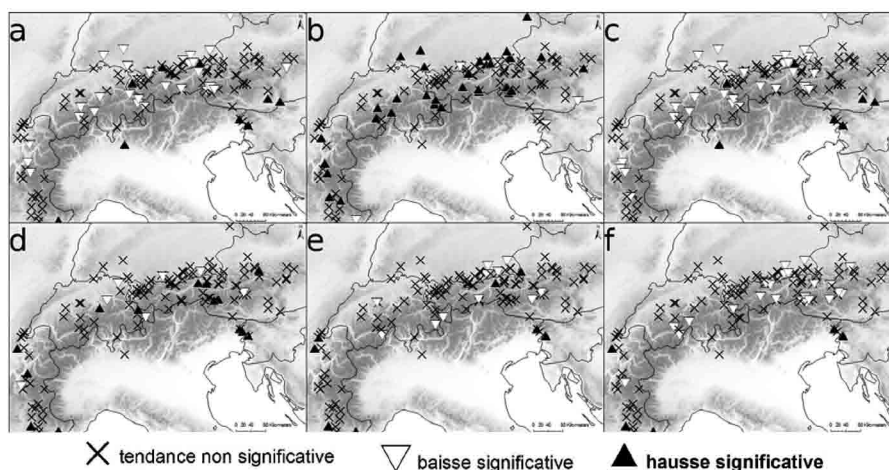 a
b
c
d
e
f
tendance non significative
baisse significative
hausse significative